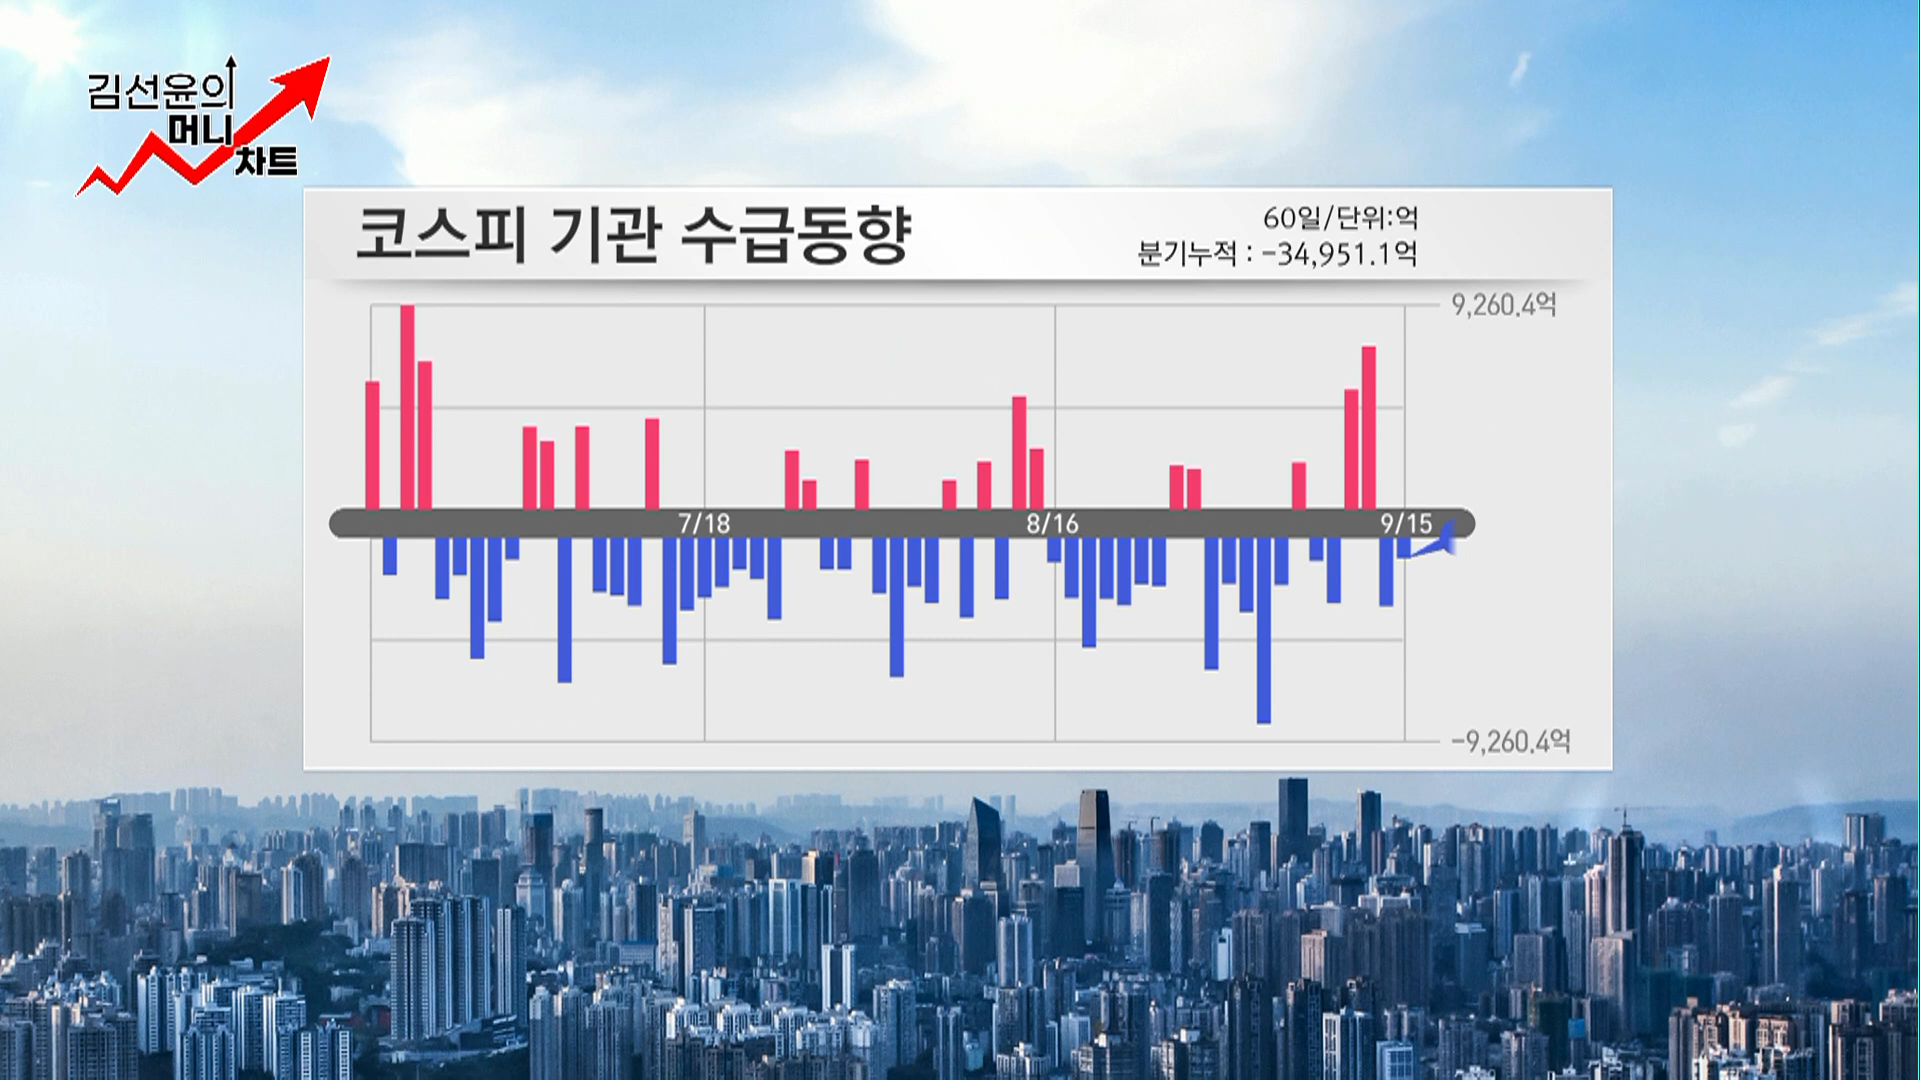 김선윤의
머니
차트
코스피 기관 수급동향
60일/단위:억
분기누적 : -34,951.1억
9,260.4억
7/18
8/16
9/15
-9,260.4억